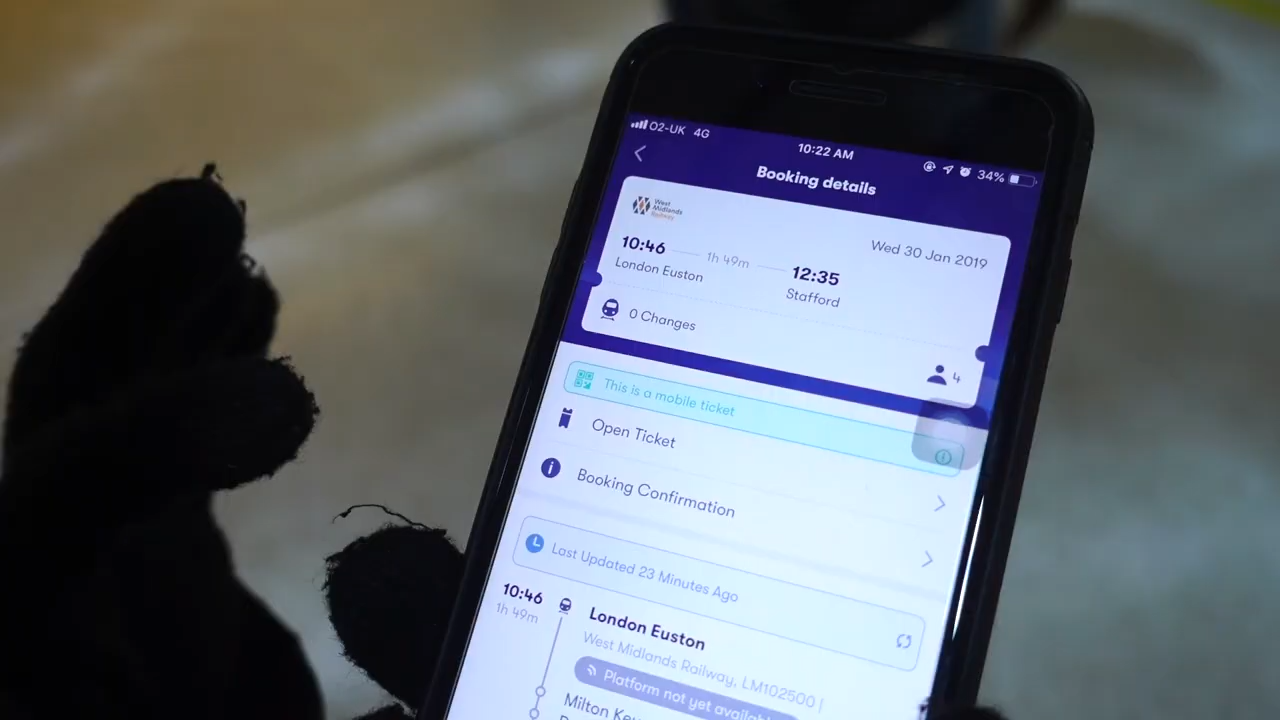 O2-UK 4G
10:22 AM
34%
Booking details
West
Midlands
Railway
Wed 30 Jan 2019
10:46
1h 49m
12:35
London Euston
Stafford
0 Changes
4
This is a mobile ticket
Open Ticket
Booking Confirmation
Last Updated 23 Minutes Ago
10:46
London Euston
1h 49m
West Midlands Railway, LM102500 |
Platform not yet availabl
Milton Key